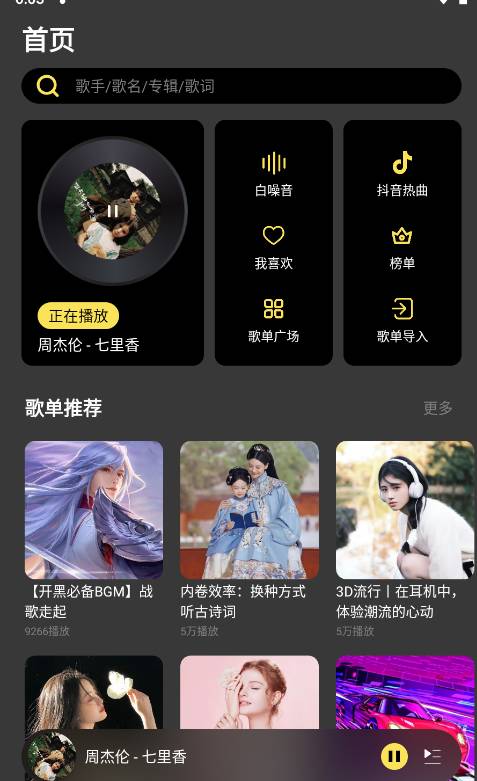 首页
歌手/歌名/专辑/歌词
白噪音
抖音热曲
我喜欢
榜单
歌单广场
歌单导入
正在播放
周杰伦 - 七里香
歌单推荐
更多
【开黑必备BGM】战
歌走起
9266播放
内卷效率：换种方式
听古诗词
5万播放
3D流行丨在耳机中，
体验潮流的心动
5万播放
周杰伦 - 七里香